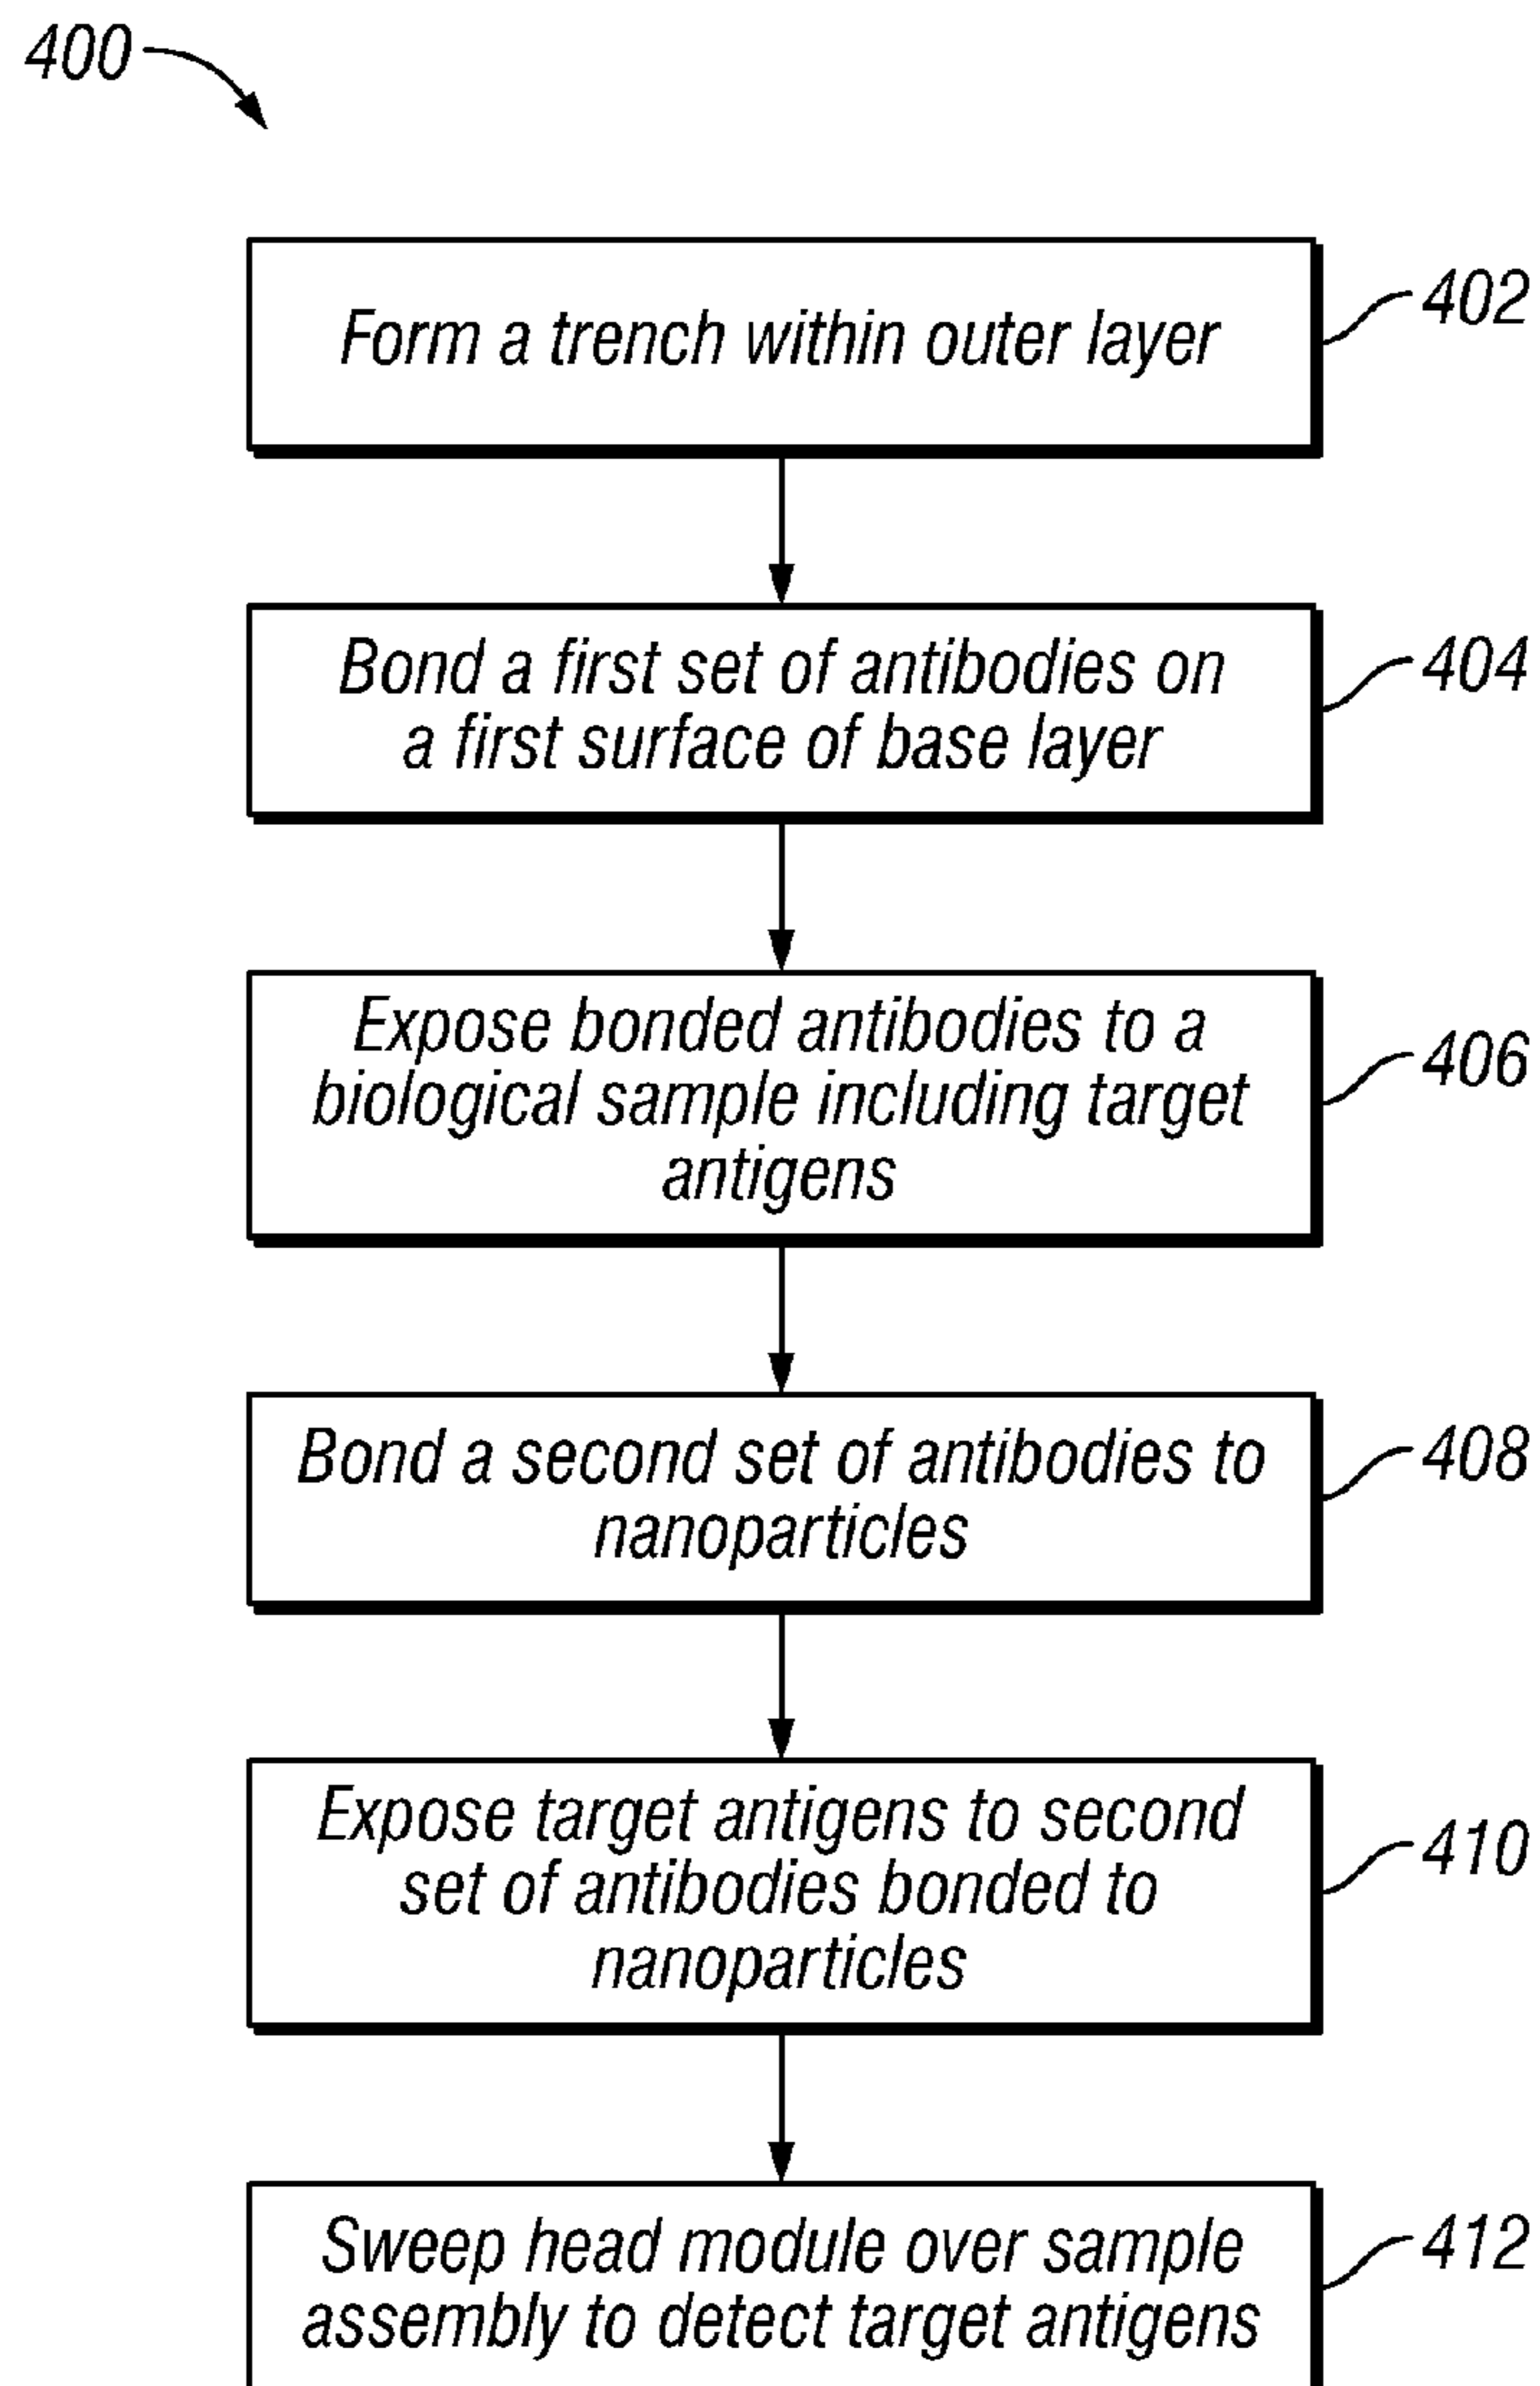 400
Form a trench within outer layer
402
Bond a first set of antibodies on
a first surface of base layer
404
Expose bonded antibodies to a
biological sample including target
antigens
406
Bond a second set of antibodies to
nanoparticles
408
Expose target antigens to second
set of antibodies bonded to
nanoparticles
410
Sweep head module over sample
assembly to detect target antigens
412